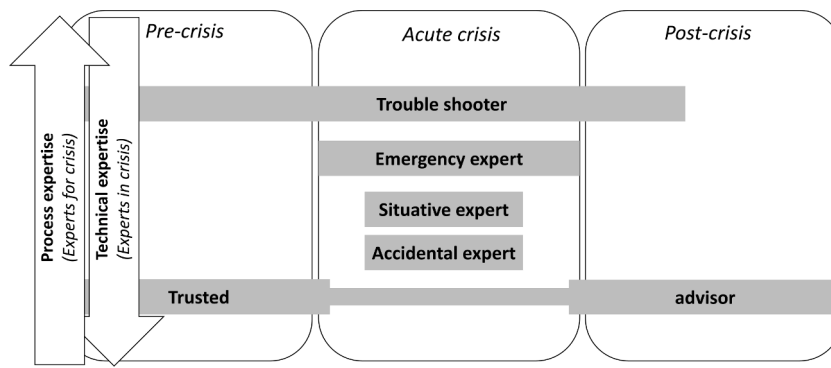 Pre-crisis
Acute crisis
Post-crisis
Process expertise
(Experts for crisis)
Technical expertise
(Experts in crisis)
Trouble shooter
Emergency expert
Situative expert
Accidental expert
Trusted
advisor